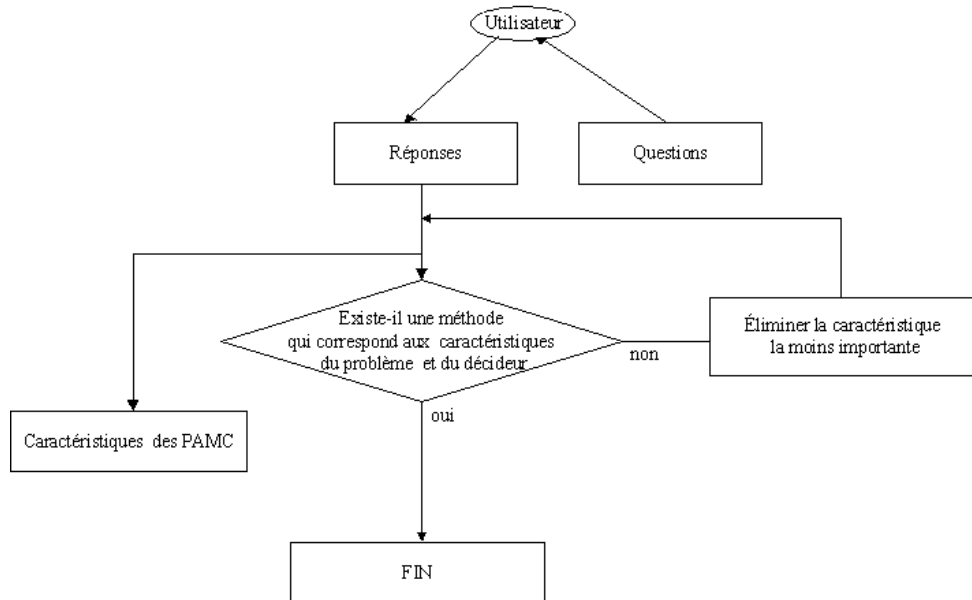 Utilisateur
Réponses
Questions
Existe-il une méthode
qui correspond aux caractéristiques
du problème et du décideur
non
Éliminer la caractéristique
la moins importante
oui
Caractéristiques des PAMC
FIN